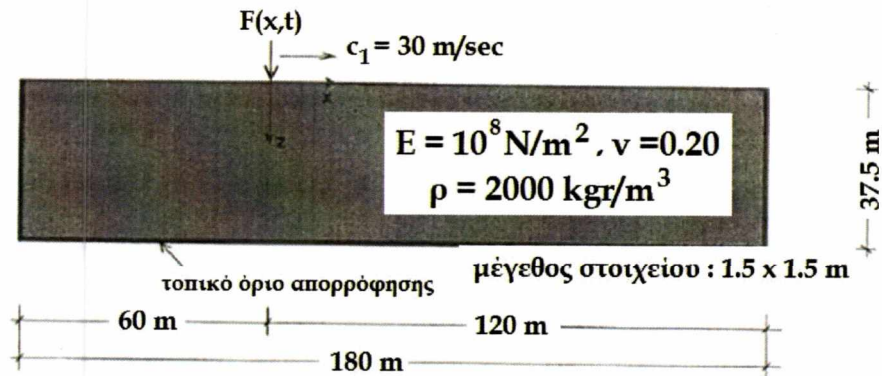 F(x,t)
c₁ = 30 m/sec
x
z
E = 10⁸ N/m² , ν =0.20
ρ = 2000 kgr/m³
37.5 m
τοπικό όριο απορρόφησης
μέγεθος στοιχείου : 1.5 x 1.5 m
60 m
120 m
180 m